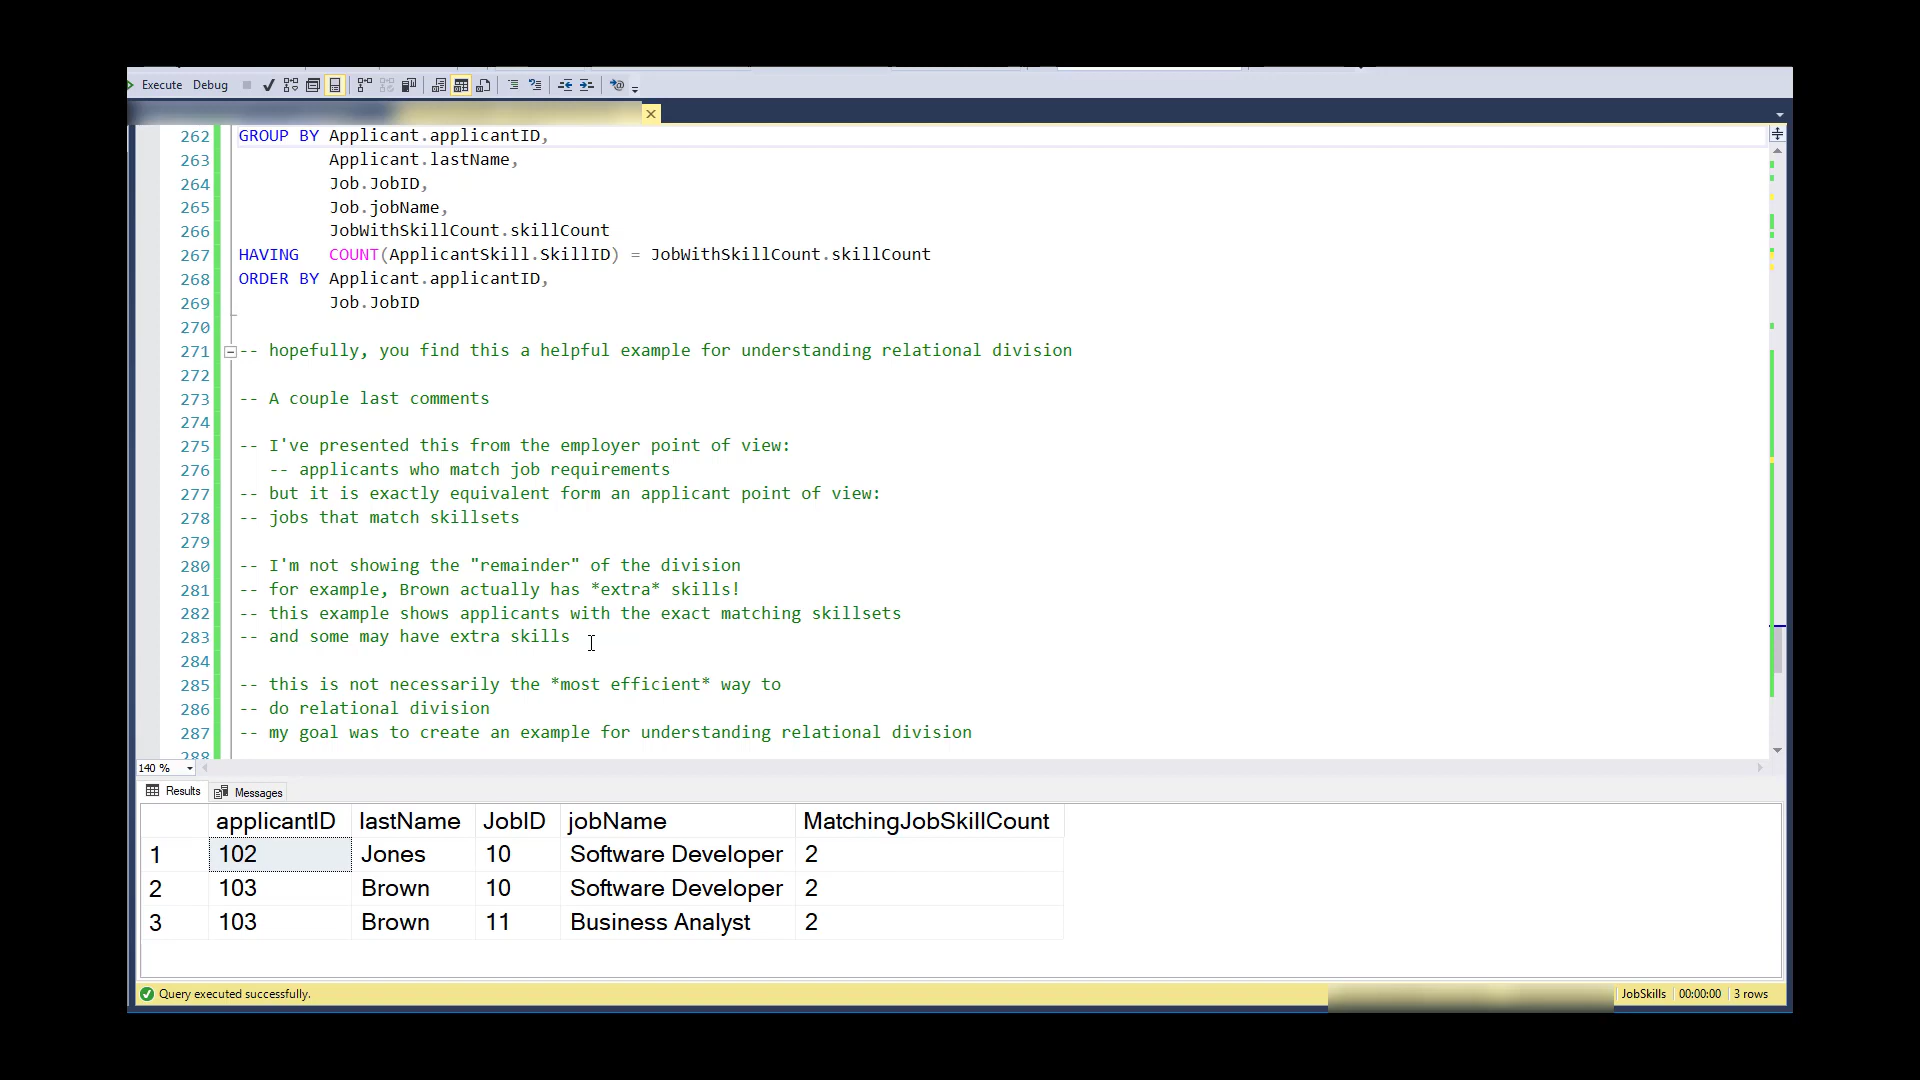 Execute Debug
262 GROUP BY Applicant.applicantID,
263 Applicant.lastName,
264 Job.JobID,
265 Job.jobName,
266 JobWithSkillCount.skillCount
267 HAVING COUNT(ApplicantSkill.SkillID) = JobWithSkillCount.skillCount
268 ORDER BY Applicant.applicantID,
269 Job.JobID
270
271 -- hopefully, you find this a helpful example for understanding relational division
272
273 -- A couple last comments
274
275 -- I've presented this from the employer point of view:
276 -- applicants who match job requirements
277 -- but it is exactly equivalent form an applicant point of view:
278 -- jobs that match skillsets
279
280 -- I'm not showing the "remainder" of the division
281 -- for example, Brown actually has *extra* skills!
282 -- this example shows applicants with the exact matching skillsets
283 -- and some may have extra skills
284
285 -- this is not necessarily the *most efficient* way to
286 -- do relational division
287 -- my goal was to create an example for understanding relational division
288
140 %
Results Messages
applicantID lastName JobID jobName MatchingJobSkillCount
1 102 Jones 10 Software Developer 2
2 103 Brown 10 Software Developer 2
3 103 Brown 11 Business Analyst 2
Query executed successfully. JobSkills 00:00:00 3 rows